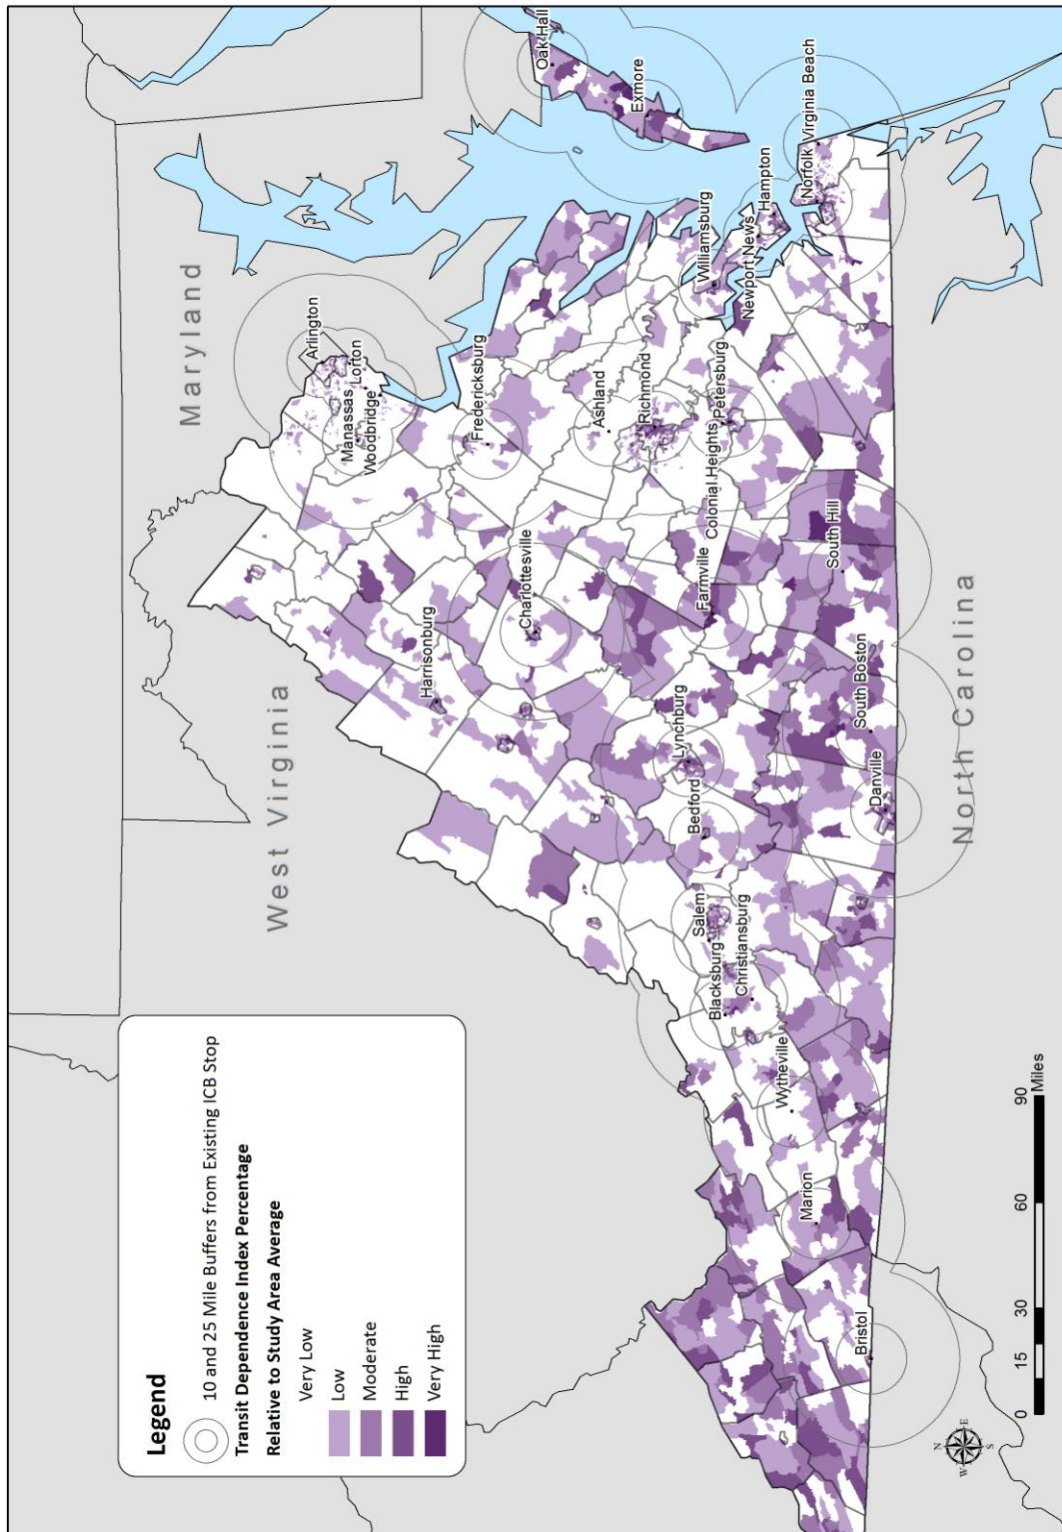 Legend
10 and 25 Mile Buffers from Existing ICB Stop
Transit Dependence Index Percentage
Relative to Study Area Average
Very Low
Low
Moderate
High
Very High
Maryland
West Virginia
North Carolina
Arlington
Manassas
Lorton
Woodbridge
Fredericksburg
Harrisonburg
Charlottesville
Ashland
Richmond
Oak Hall
Exmore
Williamsburg
Newport News
Hampton
Norfolk
Virginia Beach
Colonial Heights
Petersburg
Farmville
Lynchburg
Bedford
Salem
Blacksburg
Christiansburg
Wytheville
Marion
Bristol
Danville
South Boston
South Hill
N
W
E
S
0 15 30 60 90
Miles